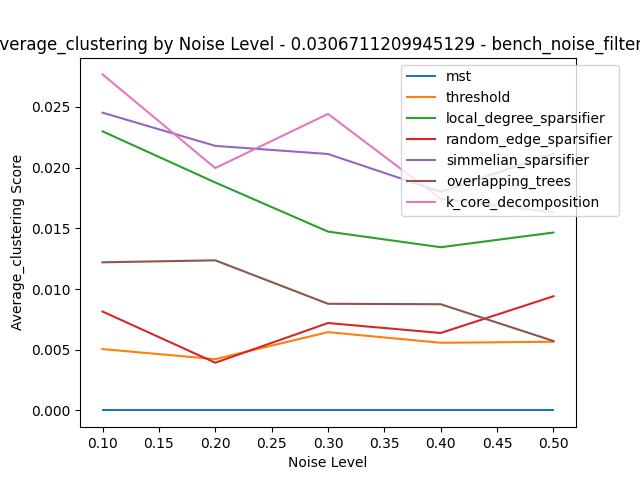 verage_clustering by Noise Level - 0.0306711209945129 - bench_noise_filter
mst
threshold
local_degree_sparsifier
random_edge_sparsifier
simmelian_sparsifier
overlapping_trees
k_core_decomposition
Average_clustering Score
0.025
0.020
0.015
0.010
0.005
0.000
0.10 0.15 0.20 0.25 0.30 0.35 0.40 0.45 0.50
Noise Level